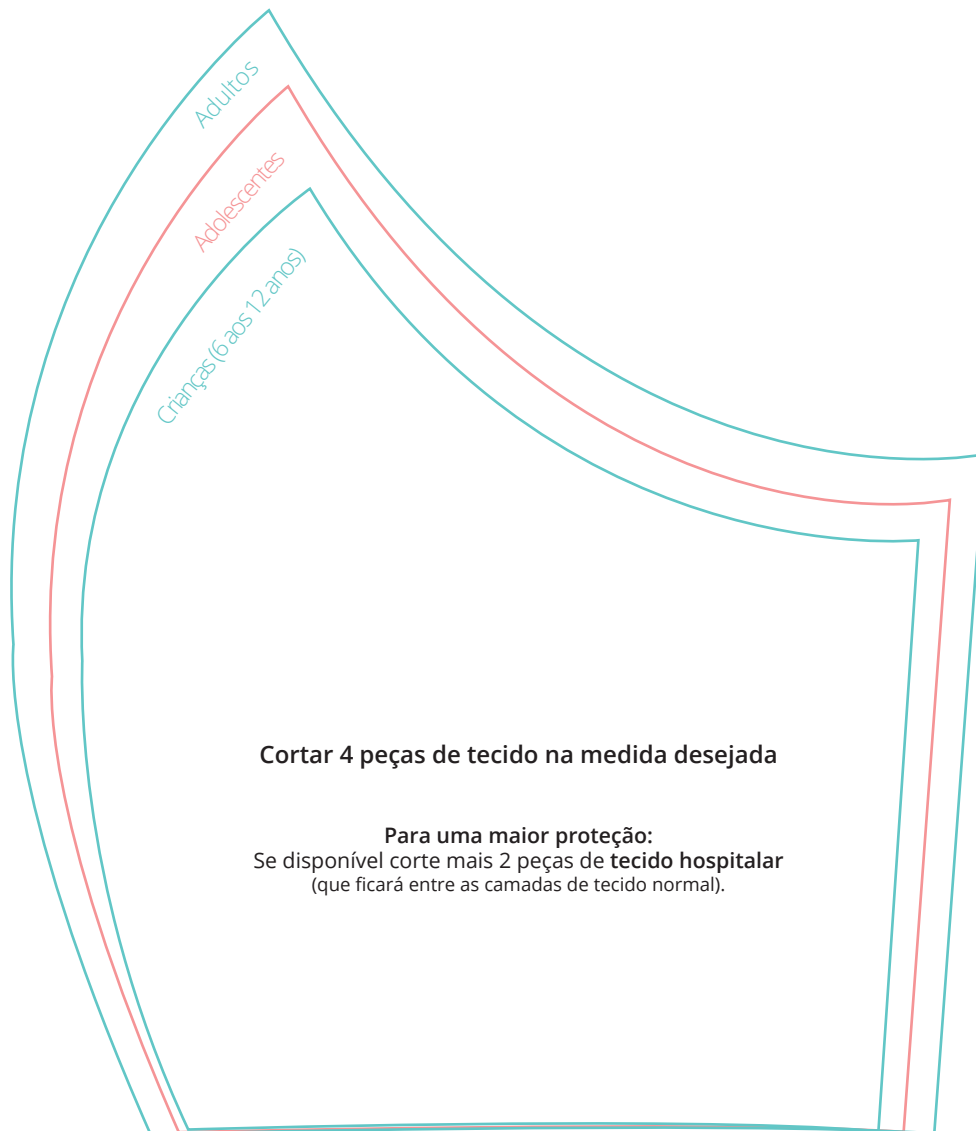 Adultos
Adolescentes
Crianças (6 aos 12 anos)
Cortar 4 peças de tecido na medida desejada
Para uma maior proteção:
Se disponível corte mais 2 peças de tecido hospitalar
(que ficará entre as camadas de tecido normal).